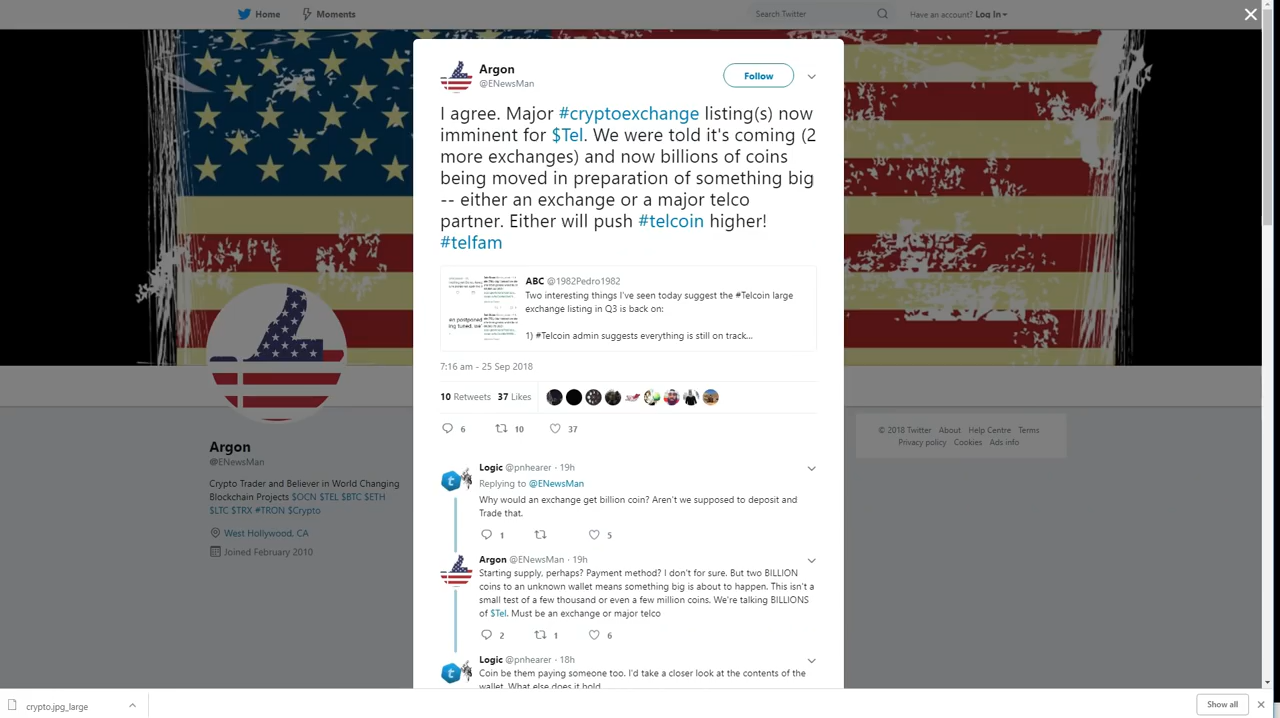 Home
Moments
Search Twitter
Have an account? Log In
Argon
@ENewsMan
Follow
I agree. Major #cryptoexchange listing(s) now
imminent for $Tel. We were told it's coming (2
more exchanges) and now billions of coins
being moved in preparation of something big
-- either an exchange or a major telco
partner. Either will push #telcoin higher!
#telfam
ABC @1982Pedro1982
Two interesting things I've seen today suggest the #Telcoin large
exchange listing in Q3 is back on:
1) #Telcoin admin suggests everything is still on track...
en postponed
7:16 am - 25 Sep 2018
10 Retweets 37 Likes
6 10 37
Logic @pnhearer · 19h
Replying to @ENewsMan
Why would an exchange get billion coin? Aren't we supposed to deposit and
Trade that.
1 5
Argon @ENewsMan · 19h
Starting supply, perhaps? Payment method? I don't for sure. But two BILLION
coins to an unknown wallet means something big is about to happen. This isn't a
small test of a few thousand or even a few million coins. We're talking BILLIONS
of $Tel. Must be an exchange or major telco
2 1 6
Logic @pnhearer · 18h
Coin be them paying someone too. I'd take a closer look at the contents of the
wallet. What else does it hold
Argon
@ENewsMan
Crypto Trader and Believer in World Changing
Blockchain Projects $OCN $TEL $BTC $ETH
$LTC $TRX #TRON $Crypto
West Hollywood, CA
Joined February 2010
© 2018 Twitter About Help Centre Terms
Privacy policy Cookies Ads info
crypto.jpg_large
Show all